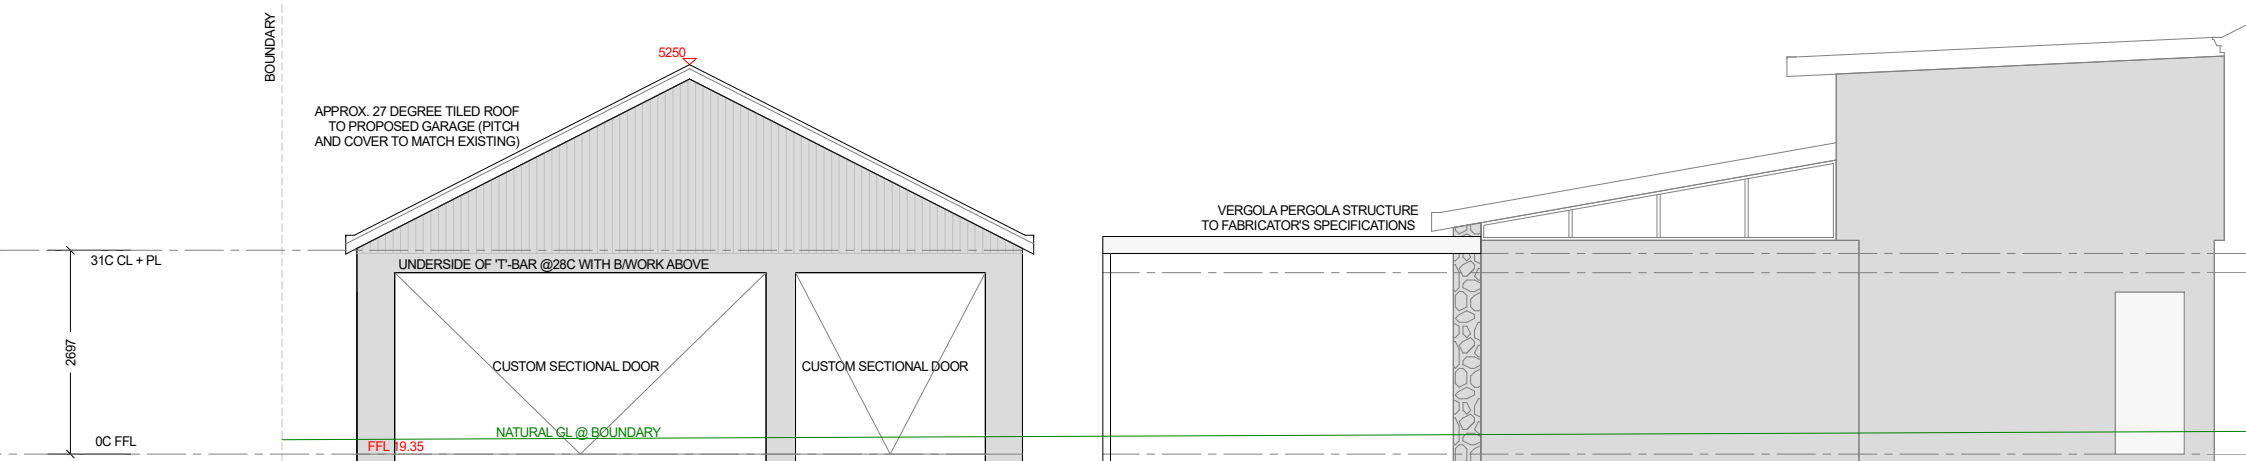 BOUNDARY
5250
APPROX. 27 DEGREE TILED ROOF
TO PROPOSED GARAGE (PITCH
AND COVER TO MATCH EXISTING)
VERGOLA PERGOLA STRUCTURE
TO FABRICATOR'S SPECIFICATIONS
31C CL + PL
UNDERSIDE OF 'T'-BAR @28C WITH B/WORK ABOVE
2697
CUSTOM SECTIONAL DOOR
CUSTOM SECTIONAL DOOR
NATURAL GL @ BOUNDARY
0C FFL
FFL 19.35